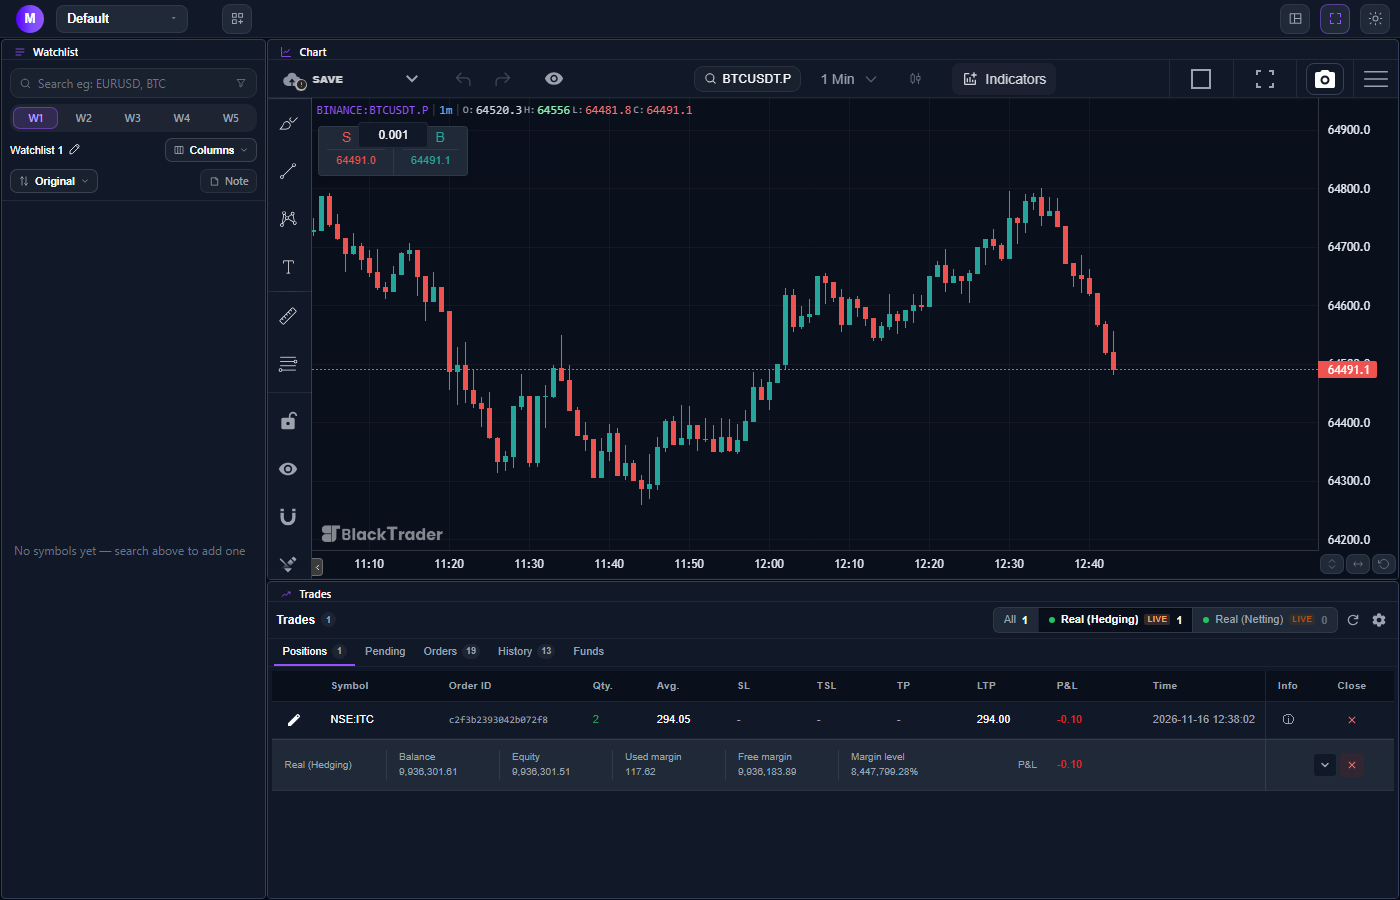 M
Default
Watchlist
Search eg: EURUSD, BTC
W1 W2 W3 W4 W5
Watchlist 1
Columns
Original
Note
No symbols yet — search above to add one
Chart
SAVE
BTCUSDT.P
1 Min
Indicators
BINANCE:BTCUSDT.P 1m O: 64520.3 H: 64556 L: 64481.8 C: 64491.1
S 0.001 B
64491.0 64491.1
64900.0
64800.0
64700.0
64600.0
64491.1
64400.0
64300.0
64200.0
BlackTrader
11:10 11:20 11:30 11:40 11:50 12:00 12:10 12:20 12:30 12:40
Trades
Trades 1
All 1 Real (Hedging) LIVE 1 Real (Netting) LIVE 0
Positions 1 Pending Orders 19 History 13 Funds
Symbol Order ID Qty. Avg. SL TSL TP LTP P&L Time Info Close
NSE:ITC c2f3b2393042b072f8 2 294.05 - - - 294.00 -0.10 2026-11-16 12:38:02
Real (Hedging) Balance Equity Used margin Free margin Margin level P&L -0.10
9,936,301.61 9,936,301.51 117.62 9,936,183.89 8,447,799.28%